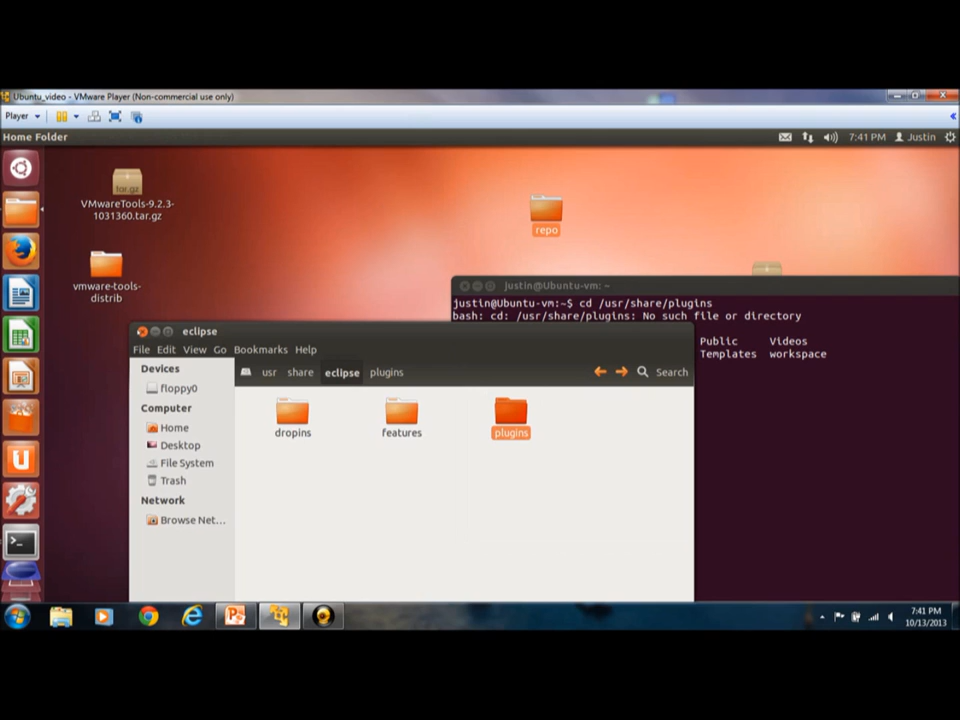 Ubuntu_video - VMware Player (Non-commercial use only)
Player
Home Folder
7:41 PM Justin
tar.gz
VMwareTools-9.2.3-
1031360.tar.gz
repo
vmware-tools-
distrib
justin@Ubuntu-vm: ~
justin@Ubuntu-vm:~$ cd /usr/share/plugins
bash: cd: /usr/share/plugins: No such file or directory
Public Videos
Templates workspace
eclipse
File Edit View Go Bookmarks Help
usr share eclipse plugins Search
Devices
floppy0
Computer
Home
Desktop
File System
Trash
Network
Browse Net...
dropins
features
plugins
7:41 PM
10/13/2013